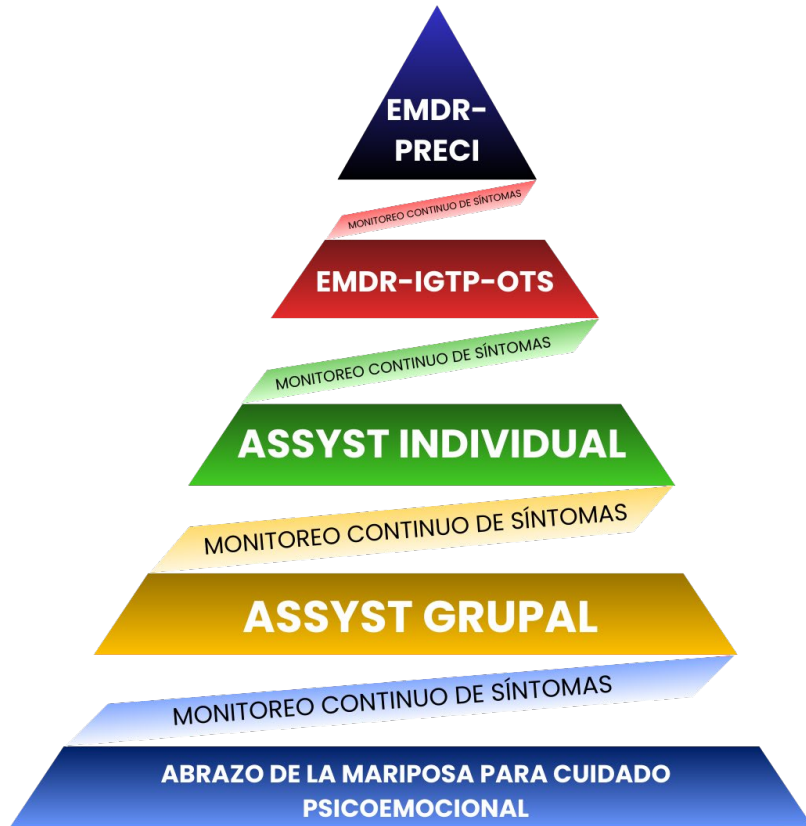 EMDR-
PRECI
MONITOREO CONTINUO DE SÍNTOMAS
EMDR-IGTP-OTS
MONITOREO CONTINUO DE SÍNTOMAS
ASSYST INDIVIDUAL
MONITOREO CONTINUO DE SÍNTOMAS
ASSYST GRUPAL
MONITOREO CONTINUO DE SÍNTOMAS
ABRAZO DE LA MARIPOSA PARA CUIDADO
PSICOEMOCIONAL